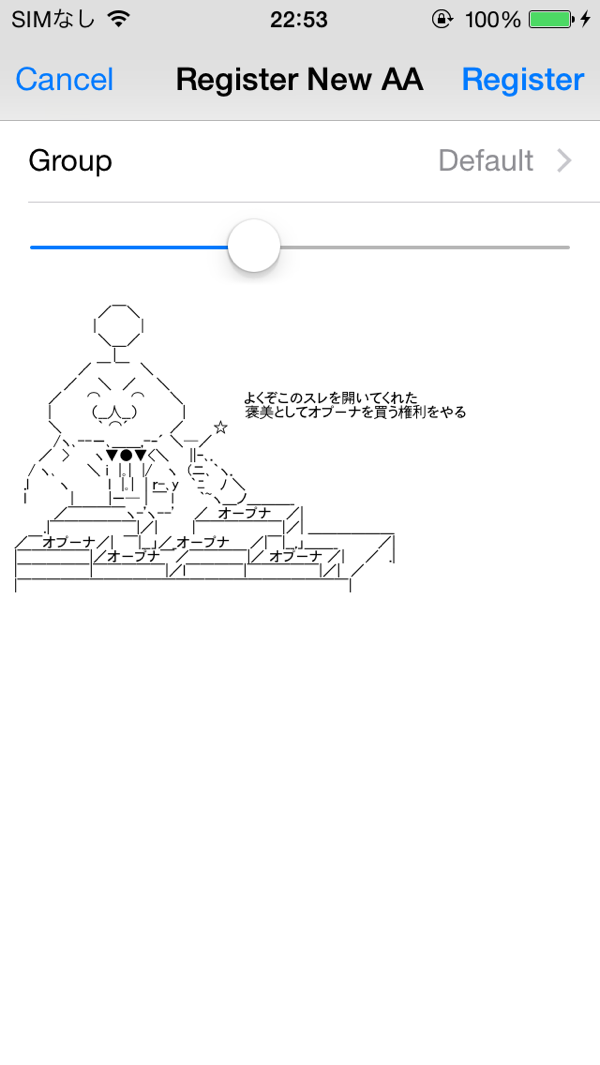 SIMなし 22:53 100%
Cancel Register New AA Register
Group Default
よくぞこのスレを開いてくれた
褒美としてオプーナを買う権利をやる
オープナ
オプーナ オープナ
オープナ オプーナ